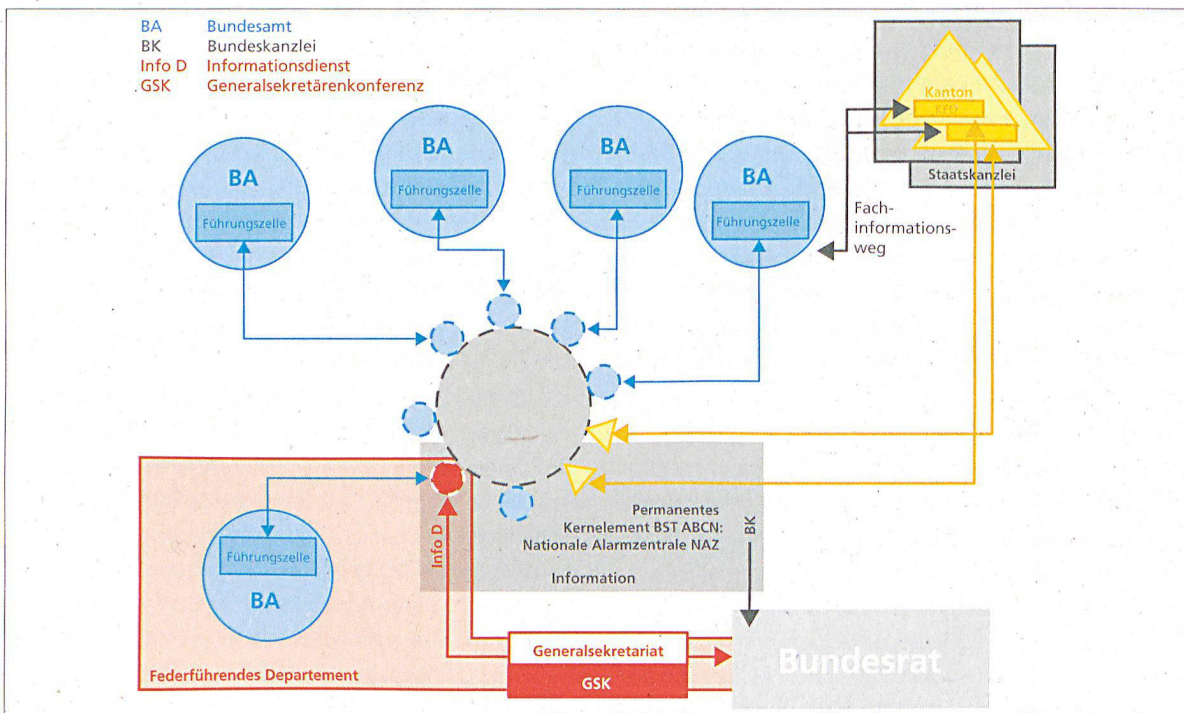 BA Bundesamt
BK Bundeskanzlei
Info D Informationsdienst
GSK Generalsekretärenkonferenz
BA
Führungszelle
BA
Führungszelle
BA
Führungszelle
BA
Führungszelle
Kanton
KFO
Staatskanzlei
Fach-
informations-
weg
Permanentes
Kernelement BST ABCN:
Nationale Alarmzentrale NAZ
Information
BK
Info D
Führungszelle
BA
Federführendes Departement
Generalsekretariat
GSK
Bundesrat